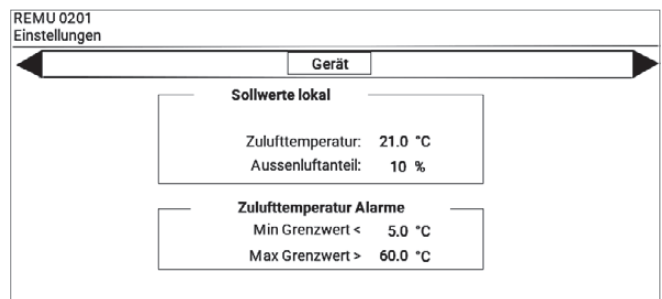 REMU 0201
Einstellungen
Gerät
Sollwerte lokal
Zulufttemperatur: 21.0 °C
Aussenluftanteil: 10 %
Zulufttemperatur Alarme
Min Grenzwert < 5.0 °C
Max Grenzwert > 60.0 °C